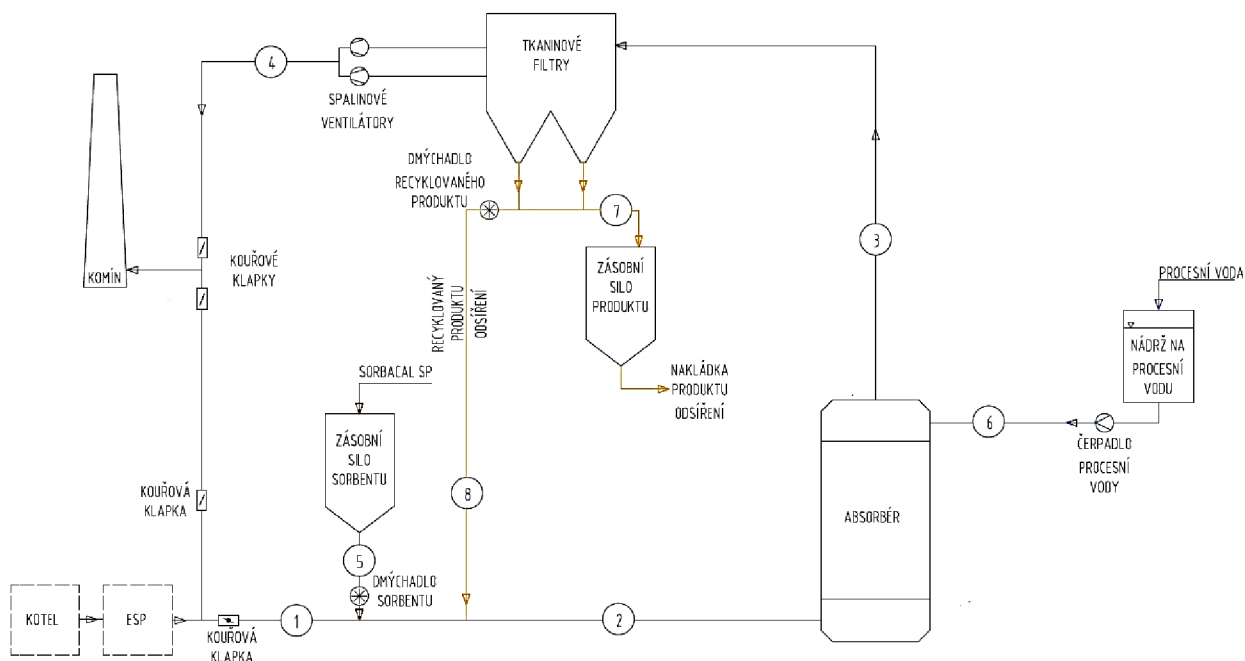 TKANINOVÉ
FILTRY
4
SPALINOVÉ
VENTILÁTORY
DMÝCHADLO
RECYKLOVANÉHO
PRODUKTU
7
3
KOMÍN
KOUŘOVÉ
KLAPKY
ZÁSOBNÍ
SILO
PRODUKTU
PROCESNÍ VODA
RECYKLOVANÝ
PRODUKT
ODSÍŘENÍ
NÁDRŽ NA
PROCESNÍ
VODU
SORBACAL SP
NAKLÁDKA
PRODUKTU
ODSÍŘENÍ
6
ZÁSOBNÍ
SILO
SORBENTU
ČERPADLO
PROCESNÍ
VODY
KOUŘOVÁ
KLAPKA
8
ABSORBÉR
5
DMÝCHADLO
SORBENTU
KOTEL
ESP
1
2
KOUŘOVÁ
KLAPKA